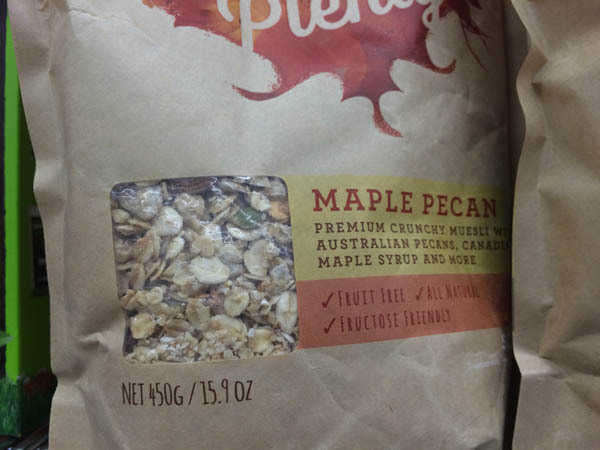 MAPLE PECAN
PREMIUM CRUNCHY MUESLI
AUSTRALIAN PECANS,
MAPLE SYRUP AND MORE
✓ FRUIT FREE ✓ ALL NATURAL
✓ FRUCTOSE FRIENDLY
NET 450G / 15.9 OZ